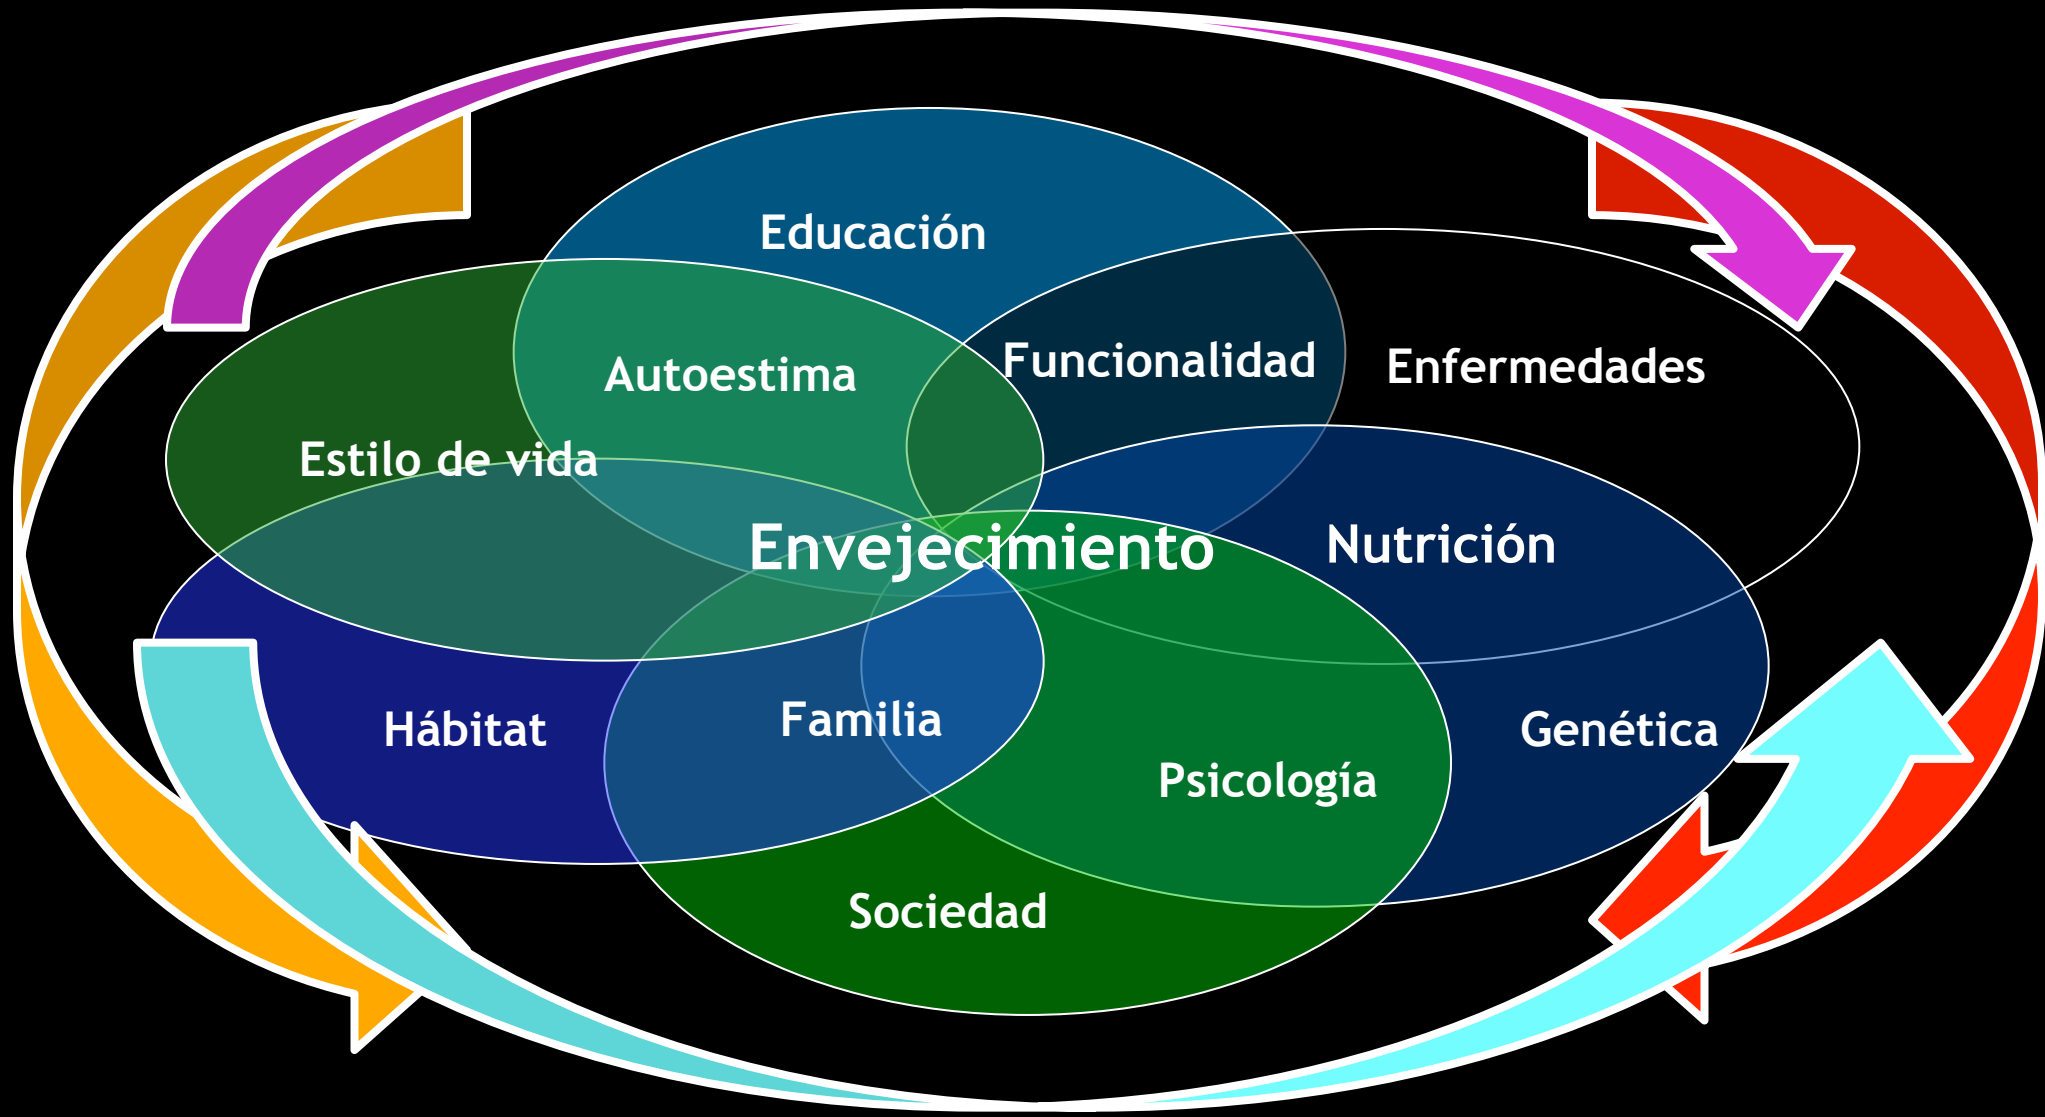 Educación
Funcionalidad
Enfermedades
Autoestima
Estilo de vida
Envejecimiento
Nutrición
Hábitat
Familia
Genética
Psicología
Sociedad